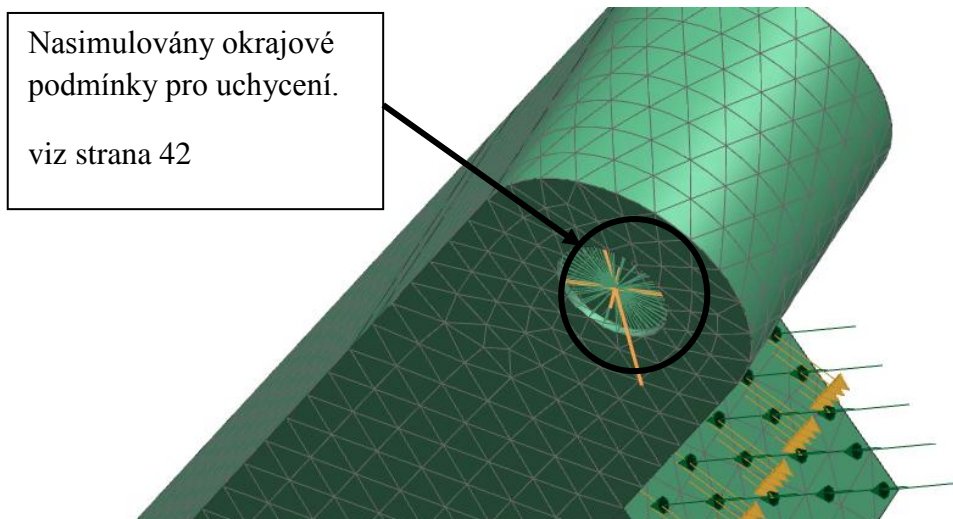 Nasimulovány okrajové
podmínky pro uchycení.
viz strana 42